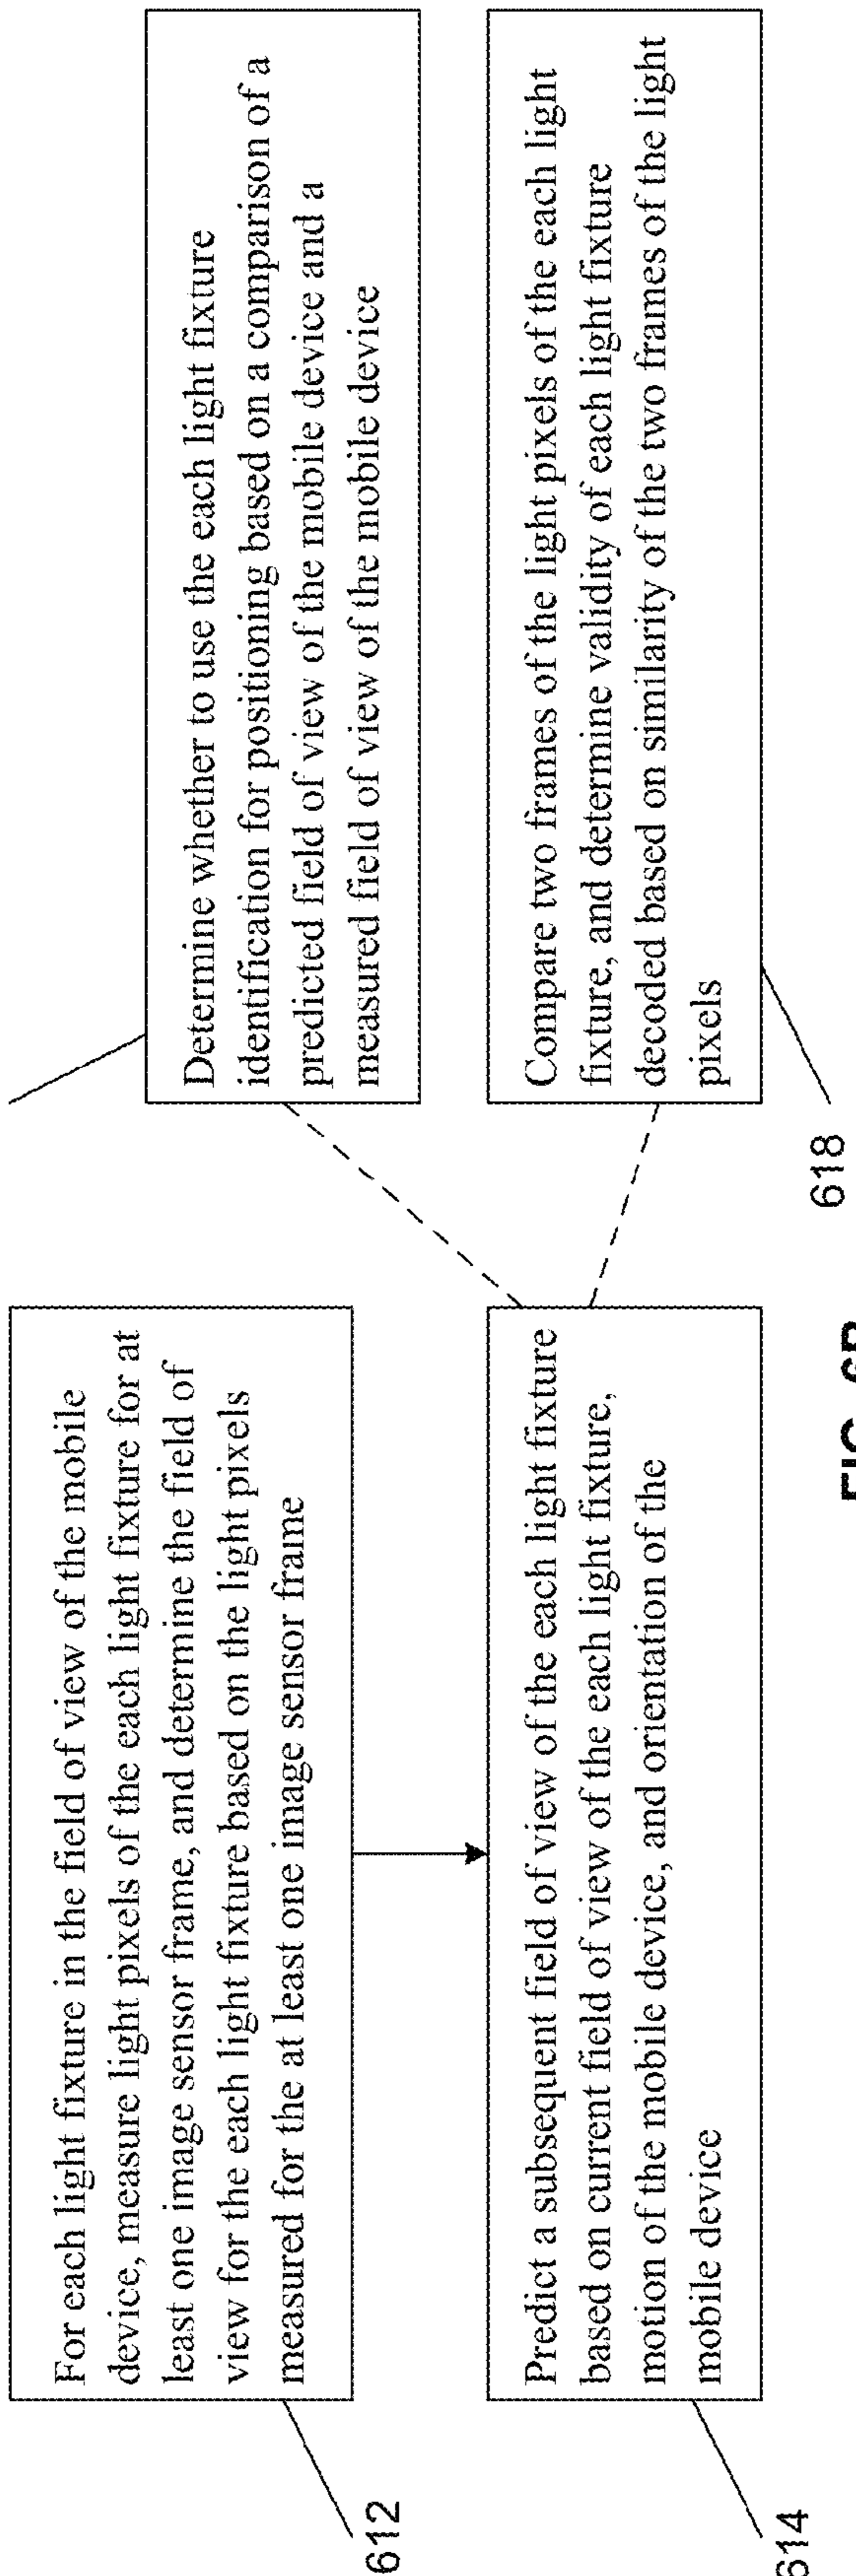 For each light fixture in the field of view of the mobile
device, measure light pixels of the each light fixture for at
least one image sensor frame, and determine the field of
view for the each light fixture based on the light pixels
measured for the at least one image sensor frame
612
Determine whether to use the each light fixture
identification for positioning based on a comparison of a
predicted field of view of the mobile device and a
measured field of view of the mobile device
Predict a subsequent field of view of the each light fixture
based on current field of view of the each light fixture,
motion of the mobile device, and orientation of the
mobile device
614
Compare two frames of the light pixels of the each light
fixture, and determine validity of each light fixture
decoded based on similarity of the two frames of the light
pixels
618